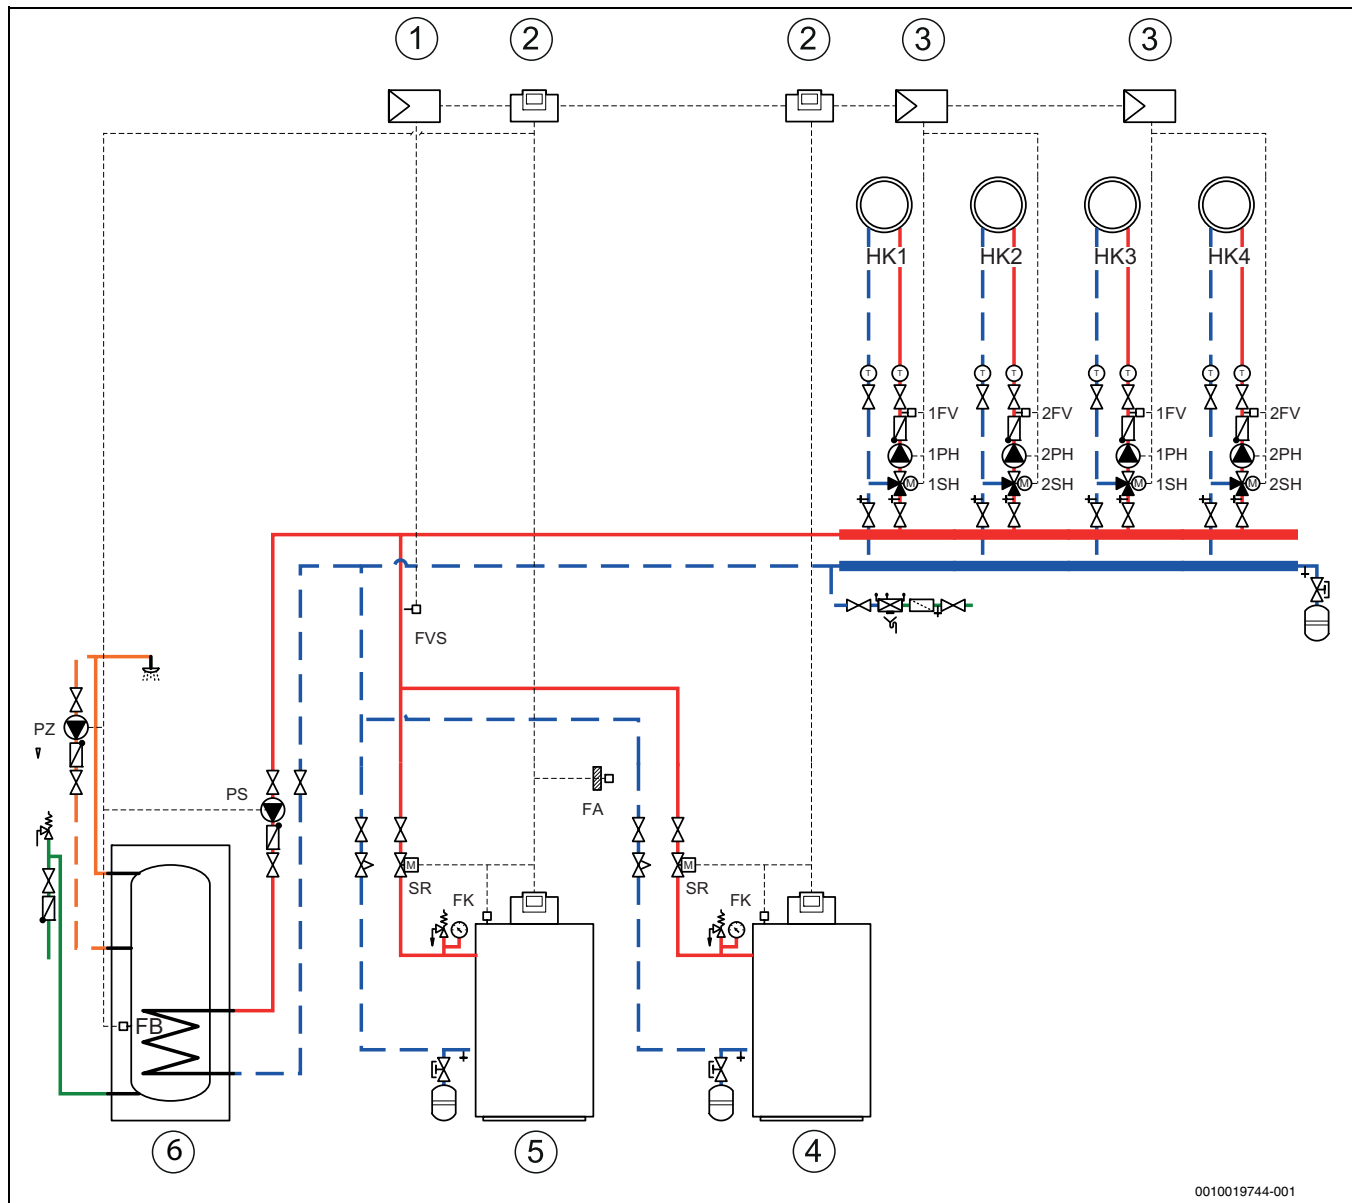 1 2 2 3 3
HK1 HK2 HK3 HK4
T T T T T T T T
1FV 2FV 1FV 2FV
1PH 2PH 1PH 2PH
M 1SH M 2SH M 1SH M 2SH
FVS
PZ
PS
FA
M M
SR SR
FK FK
FB
6 5 4
0010019744-001